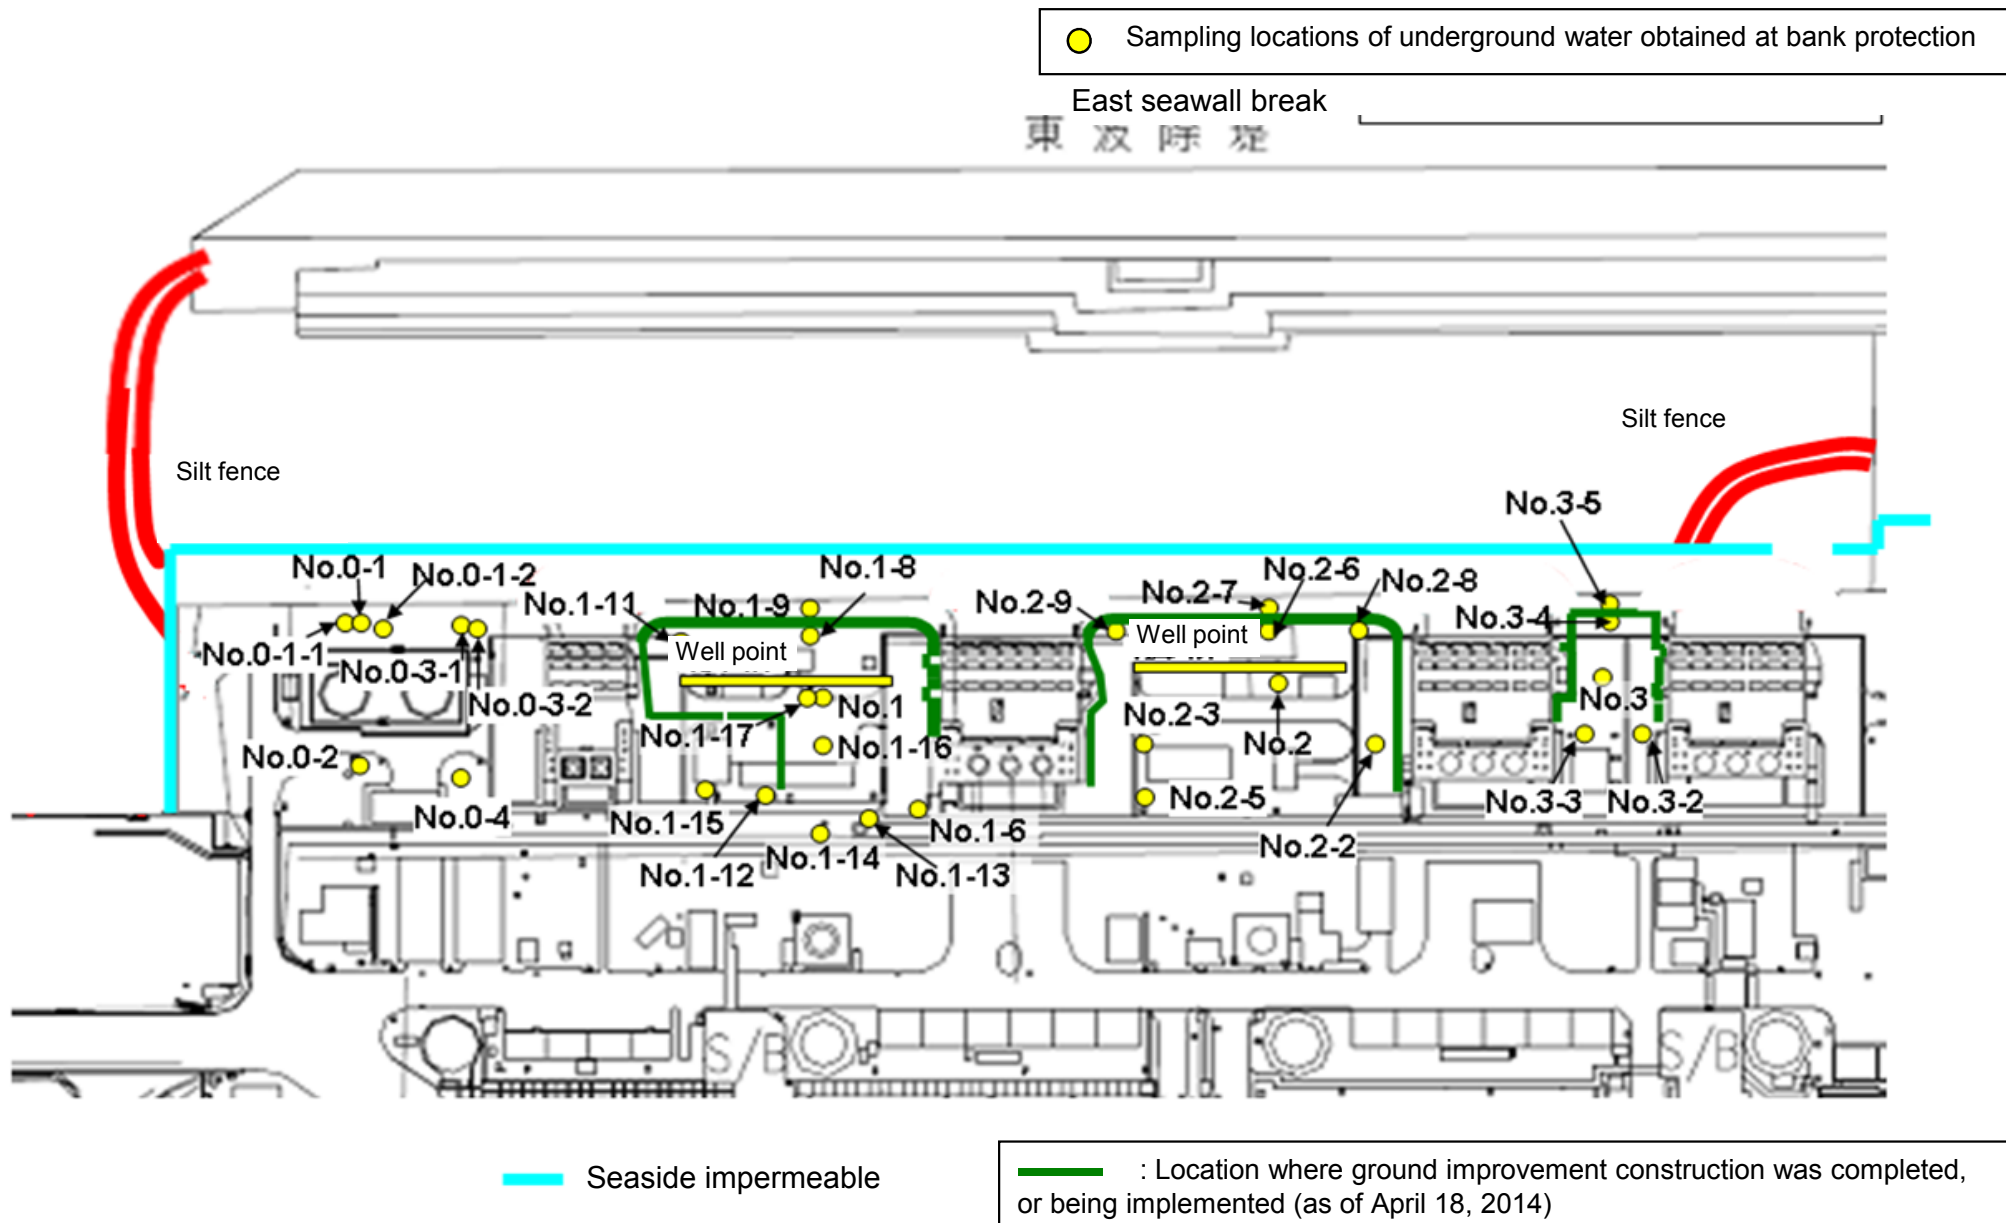 Sampling locations of underground water obtained at bank protection
East seawall break
東波除堤
Silt fence
Silt fence
No.3-5
No.0-1
No.0-1-2
No.1-8
No.2-6
No.2-8
No.1-11
No.1-9
No.2-9
No.2-7
No.3-4
Well point
Well point
No.0-1-1
No.0-3-1
No.0-3-2
No.1
No.3
No.1-17
No.1-16
No.2-3
No.2
No.0-2
No.2-5
No.3-3
No.3-2
No.0-4
No.1-15
No.1-6
No.1-14
No.2-2
No.1-12
No.1-13
S/B
S/B
Seaside impermeable
: Location where ground improvement construction was completed,
or being implemented (as of April 18, 2014)